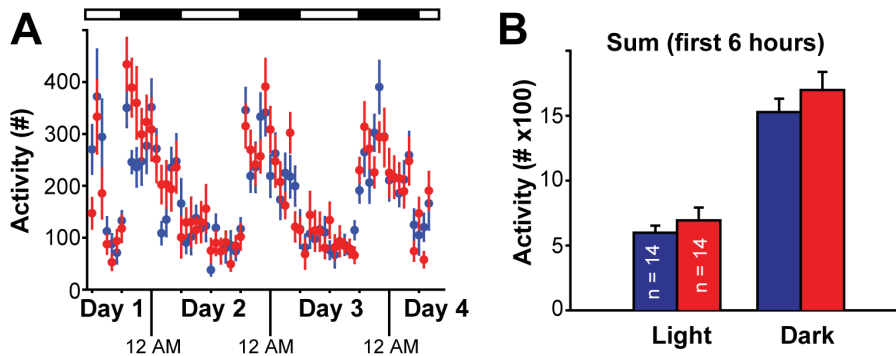 A
Activity (#)
400
300
200
100
0
Day 1
Day 2
Day 3
Day 4
12 AM
12 AM
12 AM
B
Sum (first 6 hours)
Activity (# x100)
15
10
5
0
n = 14
n = 14
Light
Dark